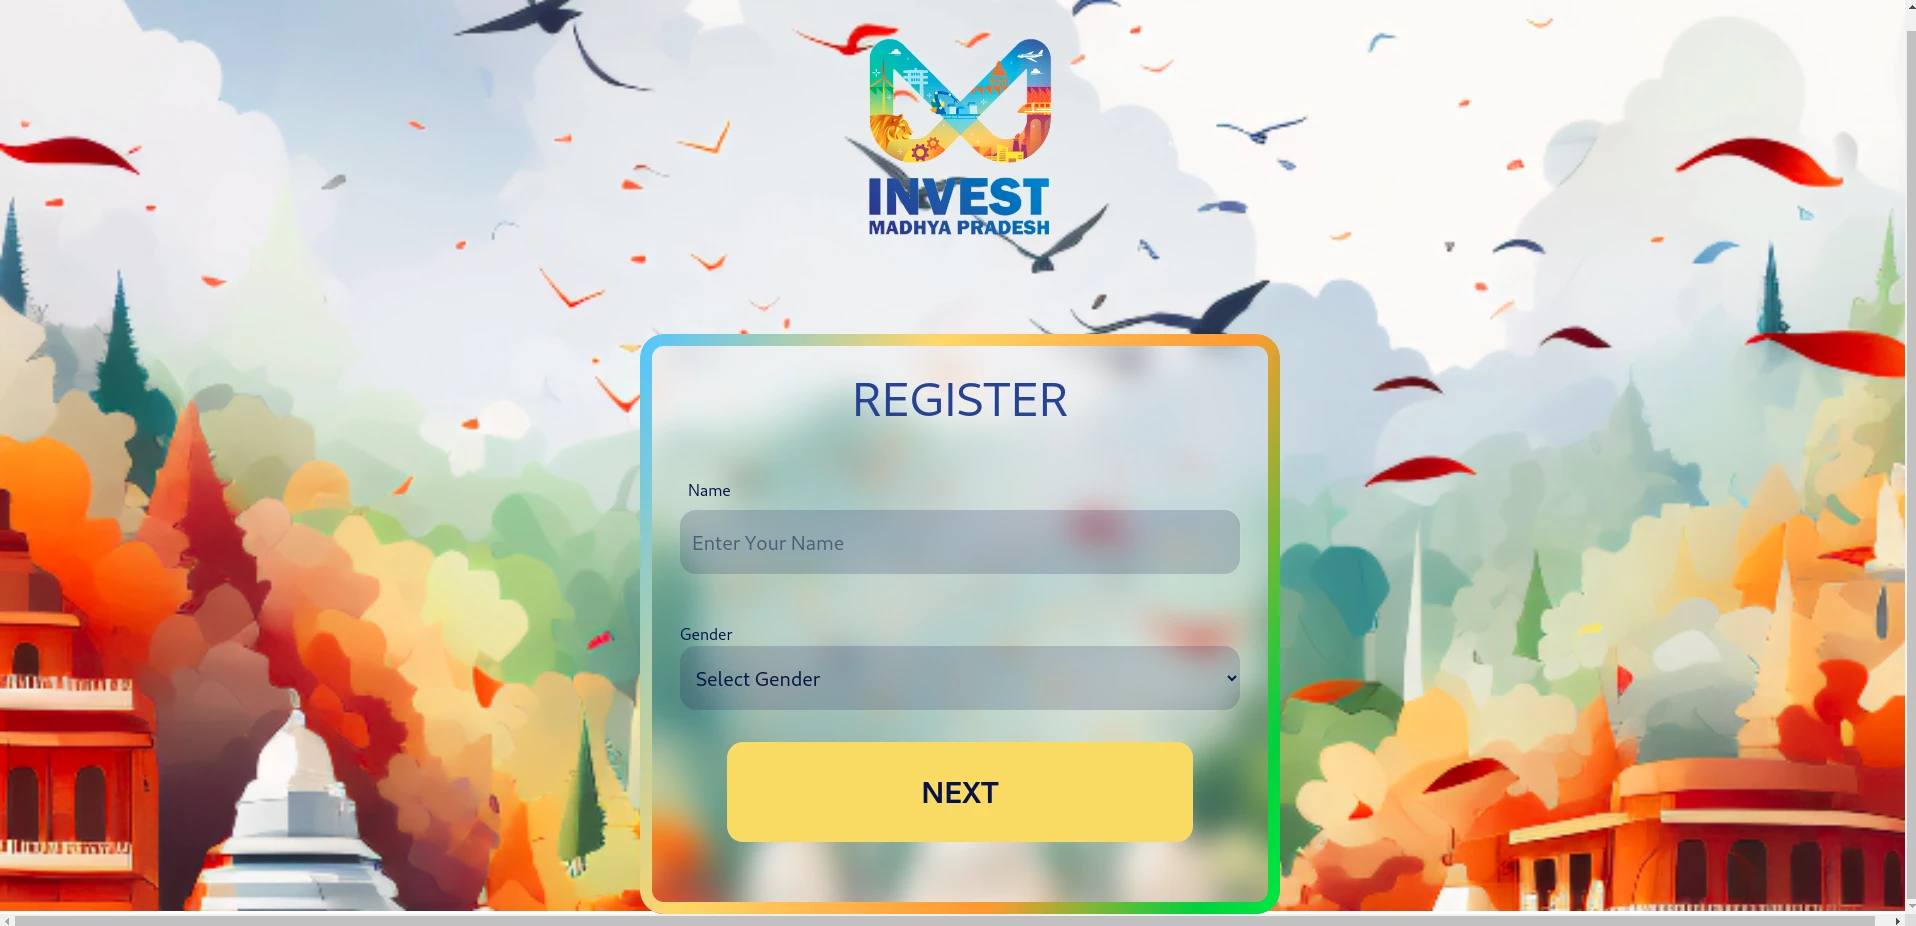 INVEST
MADHYA PRADESH
REGISTER
Name
Enter Your Name
Gender
Select Gender
NEXT